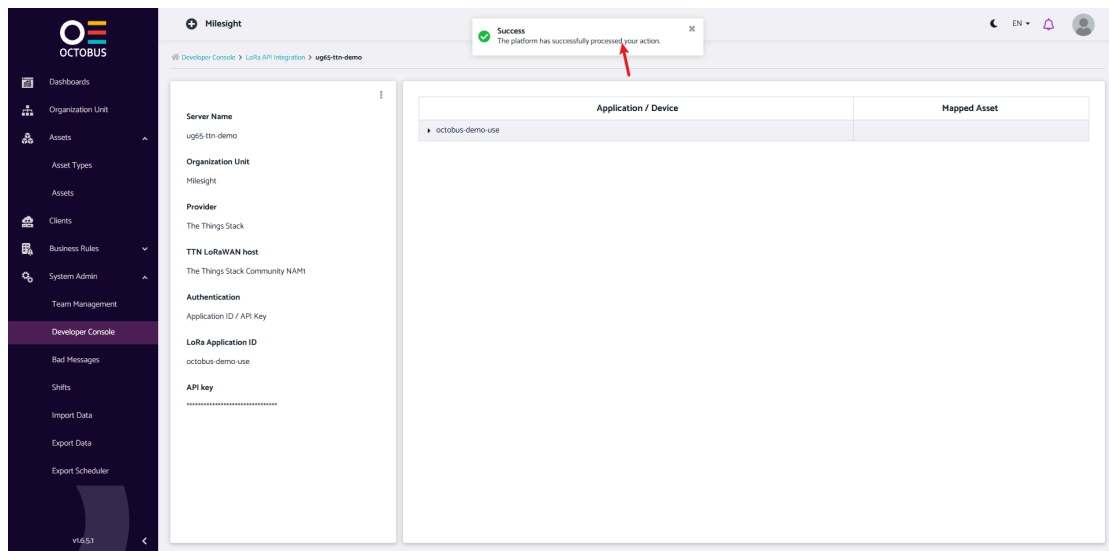 OCTOBUS
Dashboards
Organization Unit
Assets
Asset Types
Assets
Clients
Business Rules
System Admin
Team Management
Developer Console
Bad Messages
Shifts
Import Data
Export Data
Export Scheduler
v1.6.5.1
Milesight
Success
The platform has successfully processed your action.
EN
Developer Console > LoRa API Integration > ug65-ttn-demo
Server Name
ug65-ttn-demo
Organization Unit
Milesight
Provider
The Things Stack
TTN LoRaWAN host
The Things Stack Community NAM1
Authentication
Application ID / API Key
LoRa Application ID
octobus-demo-use
API key
********************************
Application / Device
Mapped Asset
octobus-demo-use